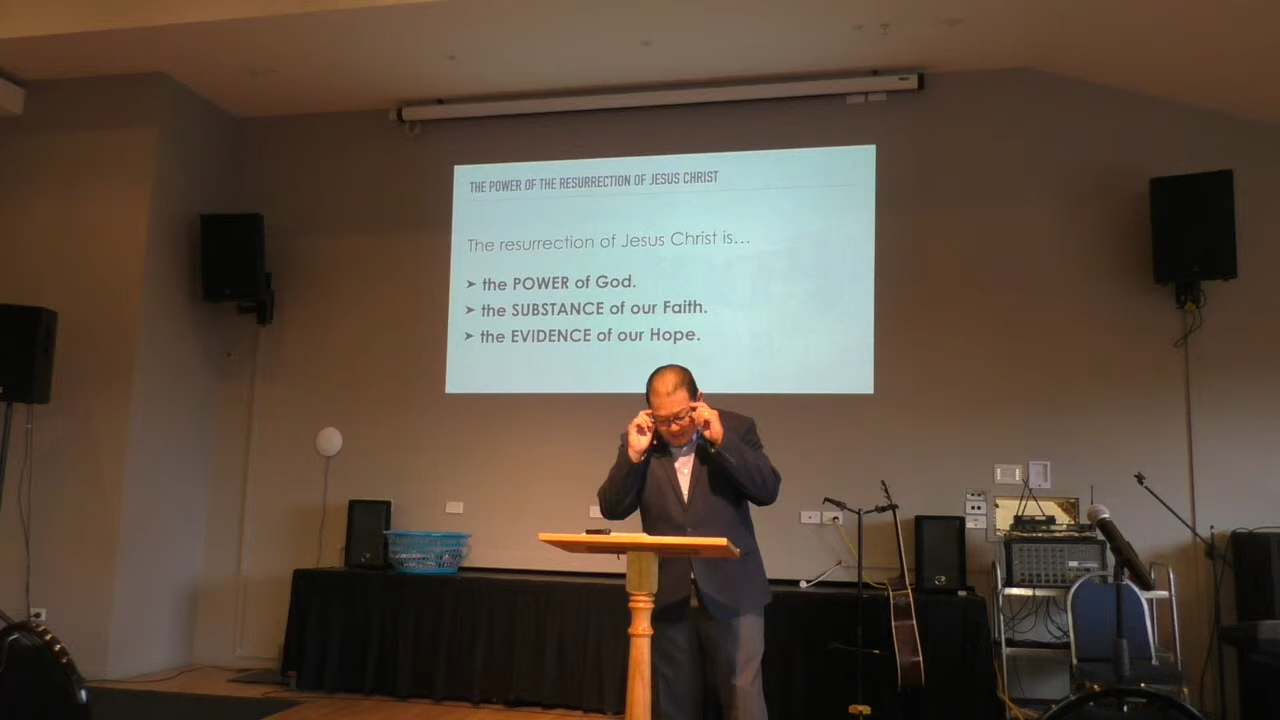 THE POWER OF THE RESURRECTION OF JESUS CHRIST
The resurrection of Jesus Christ is...
➤ the POWER of God.
➤ the SUBSTANCE of our Faith.
➤ the EVIDENCE of our Hope.